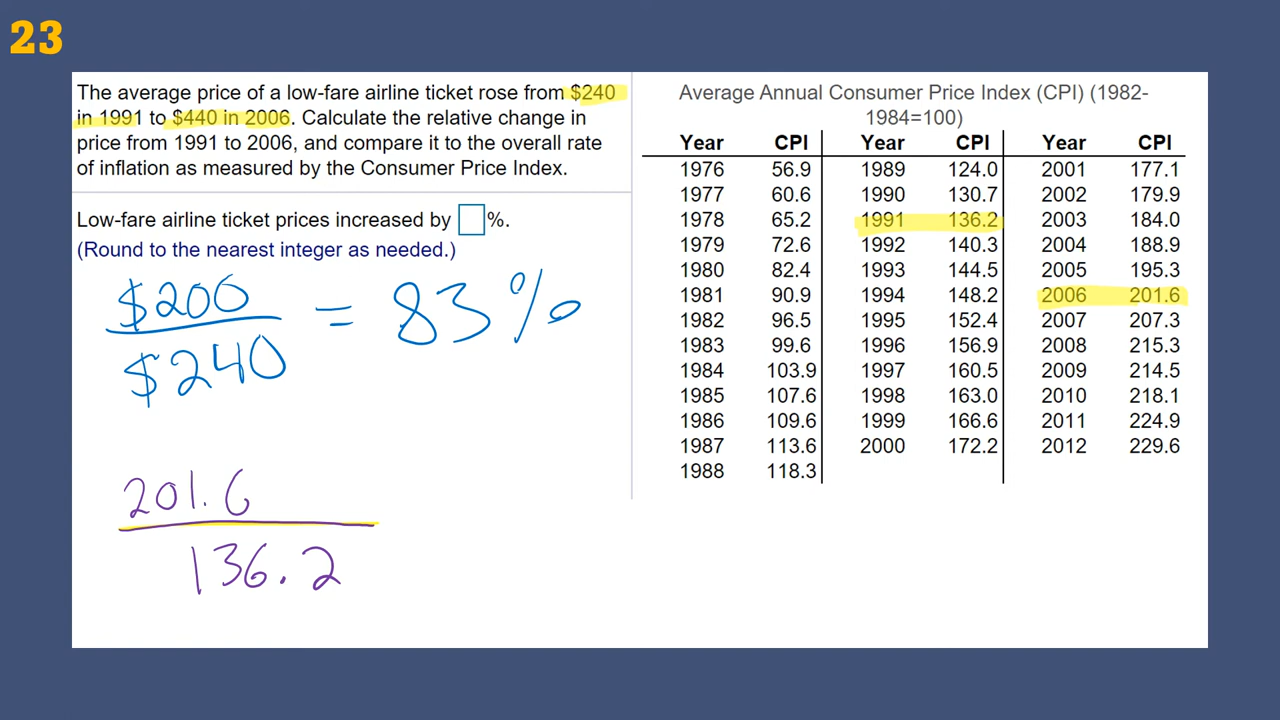 23
The average price of a low-fare airline ticket rose from $240
in 1991 to $440 in 2006. Calculate the relative change in
price from 1991 to 2006, and compare it to the overall rate
of inflation as measured by the Consumer Price Index.
Low-fare airline ticket prices increased by %.
(Round to the nearest integer as needed.)
$200
$240
= 83%
201.6
136.2
Average Annual Consumer Price Index (CPI) (1982-
1984=100)
Year CPI Year CPI Year CPI
1976 56.9 1989 124.0 2001 177.1
1977 60.6 1990 130.7 2002 179.9
1978 65.2 1991 136.2 2003 184.0
1979 72.6 1992 140.3 2004 188.9
1980 82.4 1993 144.5 2005 195.3
1981 90.9 1994 148.2 2006 201.6
1982 96.5 1995 152.4 2007 207.3
1983 99.6 1996 156.9 2008 215.3
1984 103.9 1997 160.5 2009 214.5
1985 107.6 1998 163.0 2010 218.1
1986 109.6 1999 166.6 2011 224.9
1987 113.6 2000 172.2 2012 229.6
1988 118.3